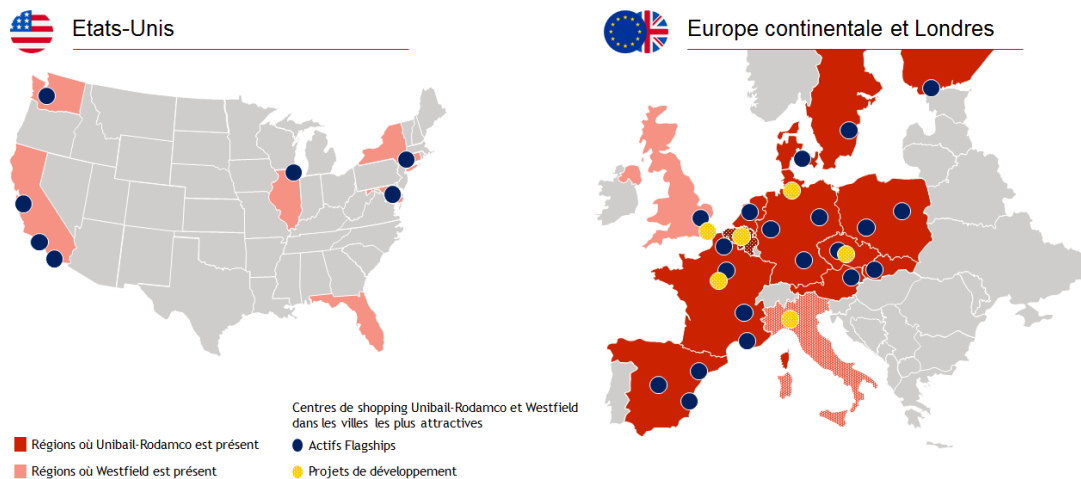 Etats-Unis
Europe continentale et Londres
Centres de shopping Unibail-Rodamco et Westfield
dans les villes les plus attractives
Régions où Unibail-Rodamco est présent
Actifs Flagships
Régions où Westfield est présent
Projets de développement